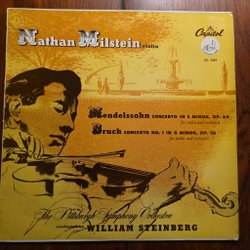 Nathan Milstein violin
Capitol
Mendelssohn CONCERTO IN E MINOR, OP. 64
for violin and orchestra
Bruch CONCERTO NO. 1 IN G MINOR, OP. 26
for violin and orchestra
The Pittsburgh Symphony Orchestra
conducted by WILLIAM STEINBERG